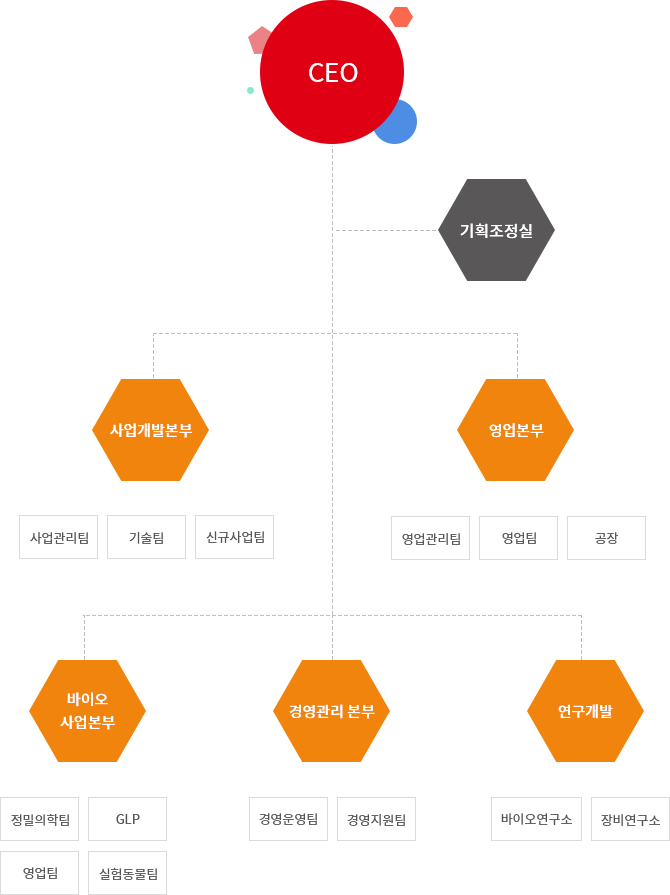 CEO
기획조정실
사업개발본부
영업본부
사업관리팀
기술팀
신규사업팀
영업관리팀
영업팀
공장
바이오
사업본부
경영관리 본부
연구개발
정밀의학팀
GLP
경영운영팀
경영지원팀
바이오연구소
장비연구소
영업팀
실험동물팀